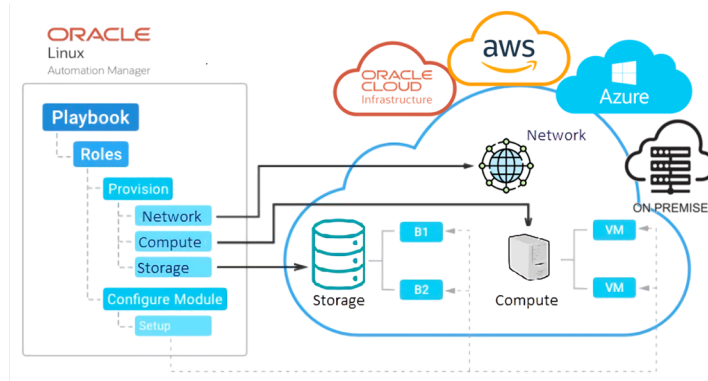 ORACLE
Linux
Automation Manager
Playbook
Roles
Provision
Network
Compute
Storage
Configure Module
Setup
ORACLE
CLOUD
Infrastructure
aws
Azure
ON PREMISE
Network
Storage
B1
B2
Compute
VM
VM